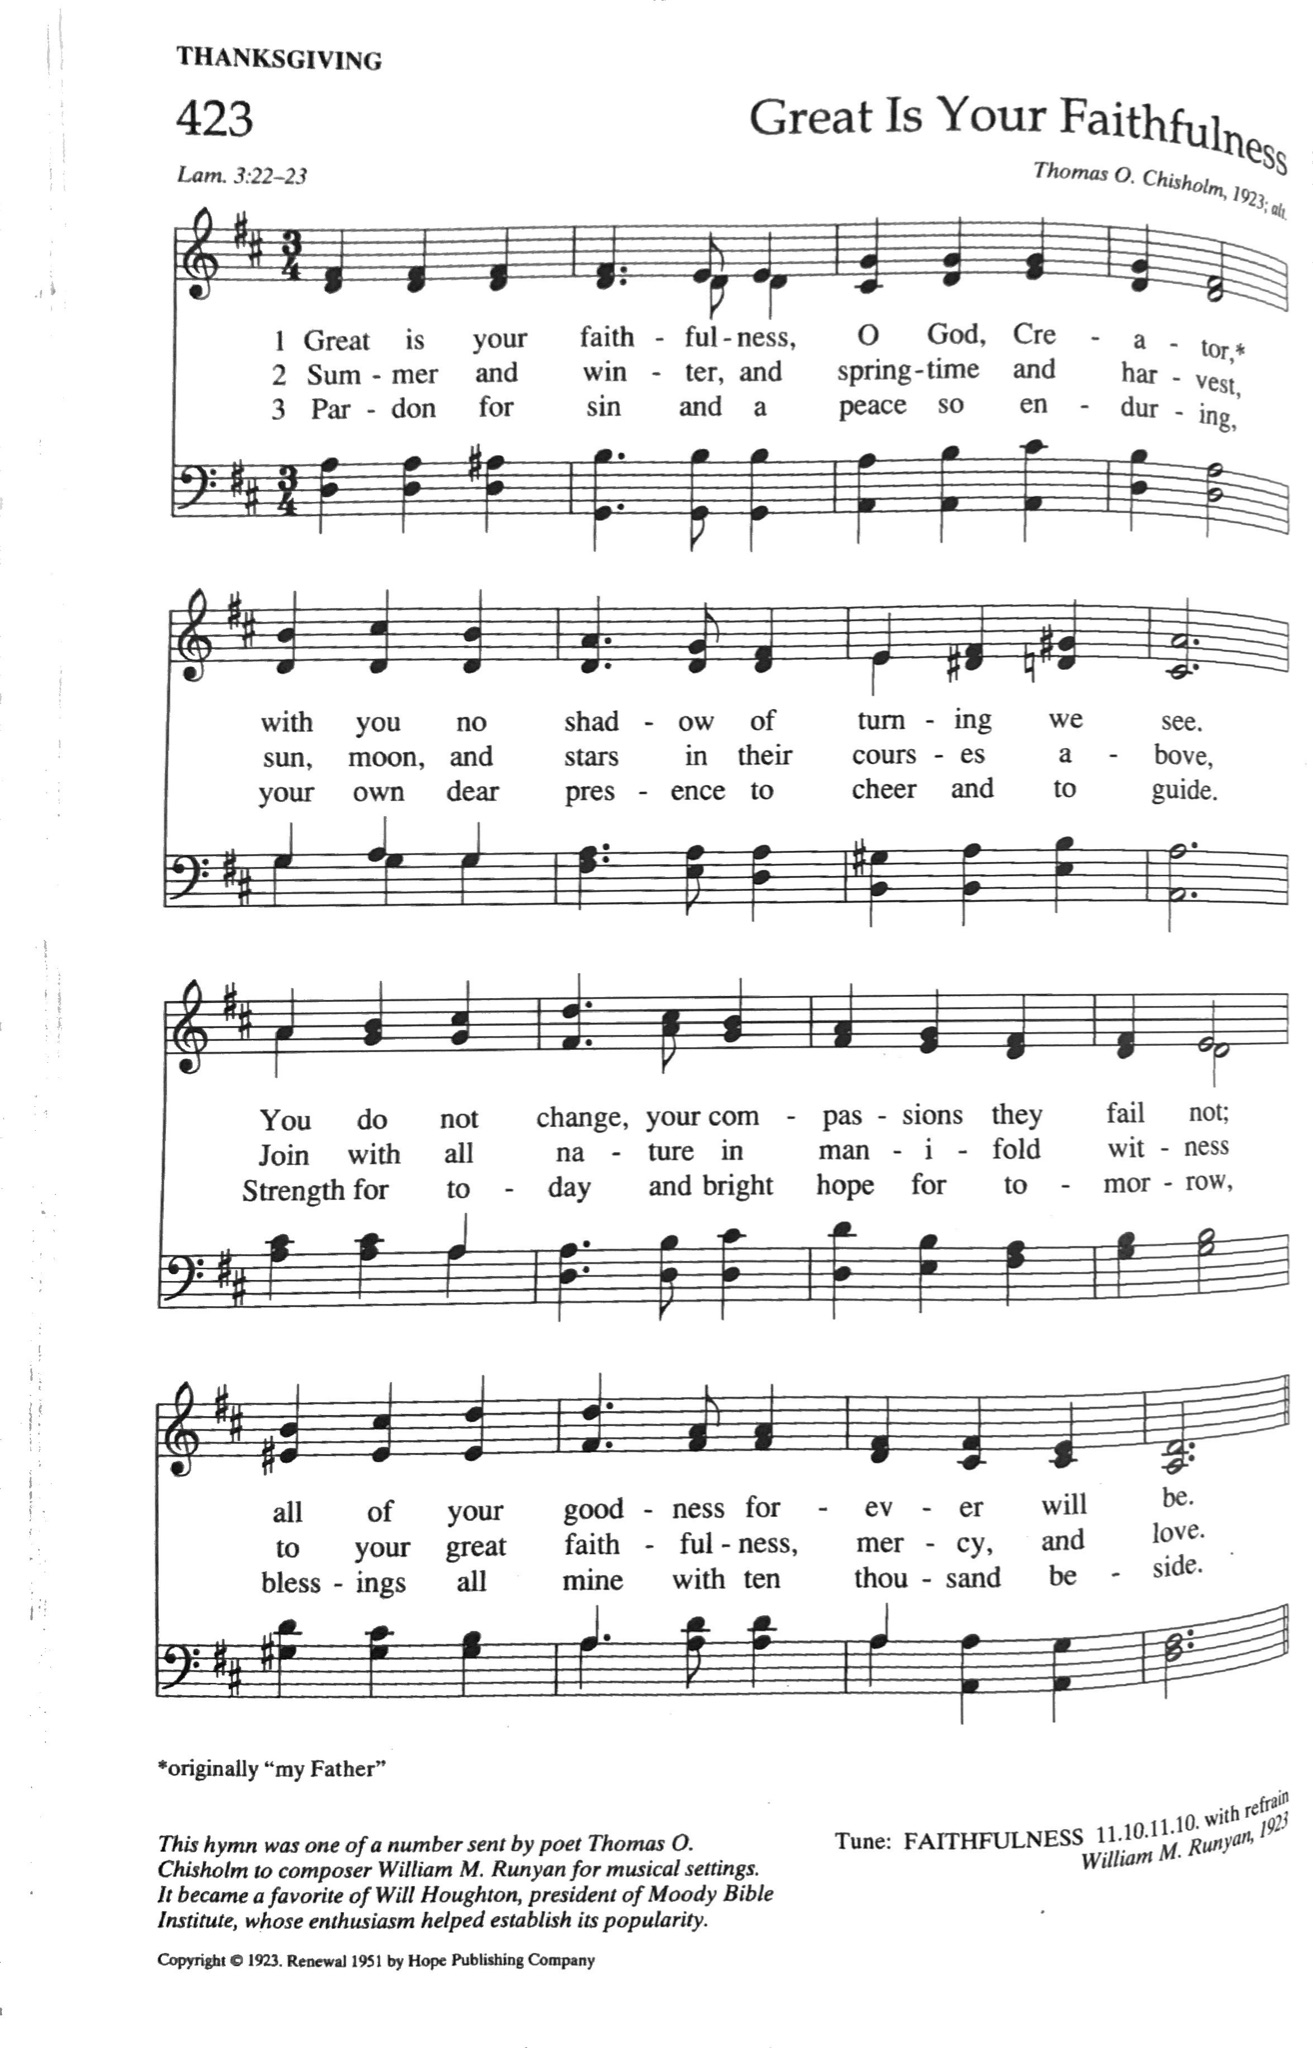 THANKSGIVING
423
Great Is Your Faithfulness
Lam. 3:22–23
Thomas O. Chisholm, 1923; alt.
1 Great is your faith - ful - ness, O God, Cre - a - tor,*
2 Sum - mer and win - ter, and spring - time and har - vest,
3 Par - don for sin and a peace so en - dur - ing,
with you no shad - ow of turn - ing we see.
sun, moon, and stars in their cours - es a - bove,
your own dear pres - ence to cheer and to guide.
You do not change, your com - pas - sions they fail not;
Join with all na - ture in man - i - fold wit - ness
Strength for to - day and bright hope for to - mor - row,
all of your good - ness for - ev - er will be.
to your great faith - ful - ness, mer - cy, and love.
bless - ings all mine with ten thou - sand be - side.
*originally “my Father”
This hymn was one of a number sent by poet Thomas O.
Chisholm to composer William M. Runyan for musical settings.
It became a favorite of Will Houghton, president of Moody Bible
Institute, whose enthusiasm helped establish its popularity.
Tune: FAITHFULNESS 11.10.11.10. with refrain
William M. Runyan, 1923
Copyright © 1923. Renewal 1951 by Hope Publishing Company